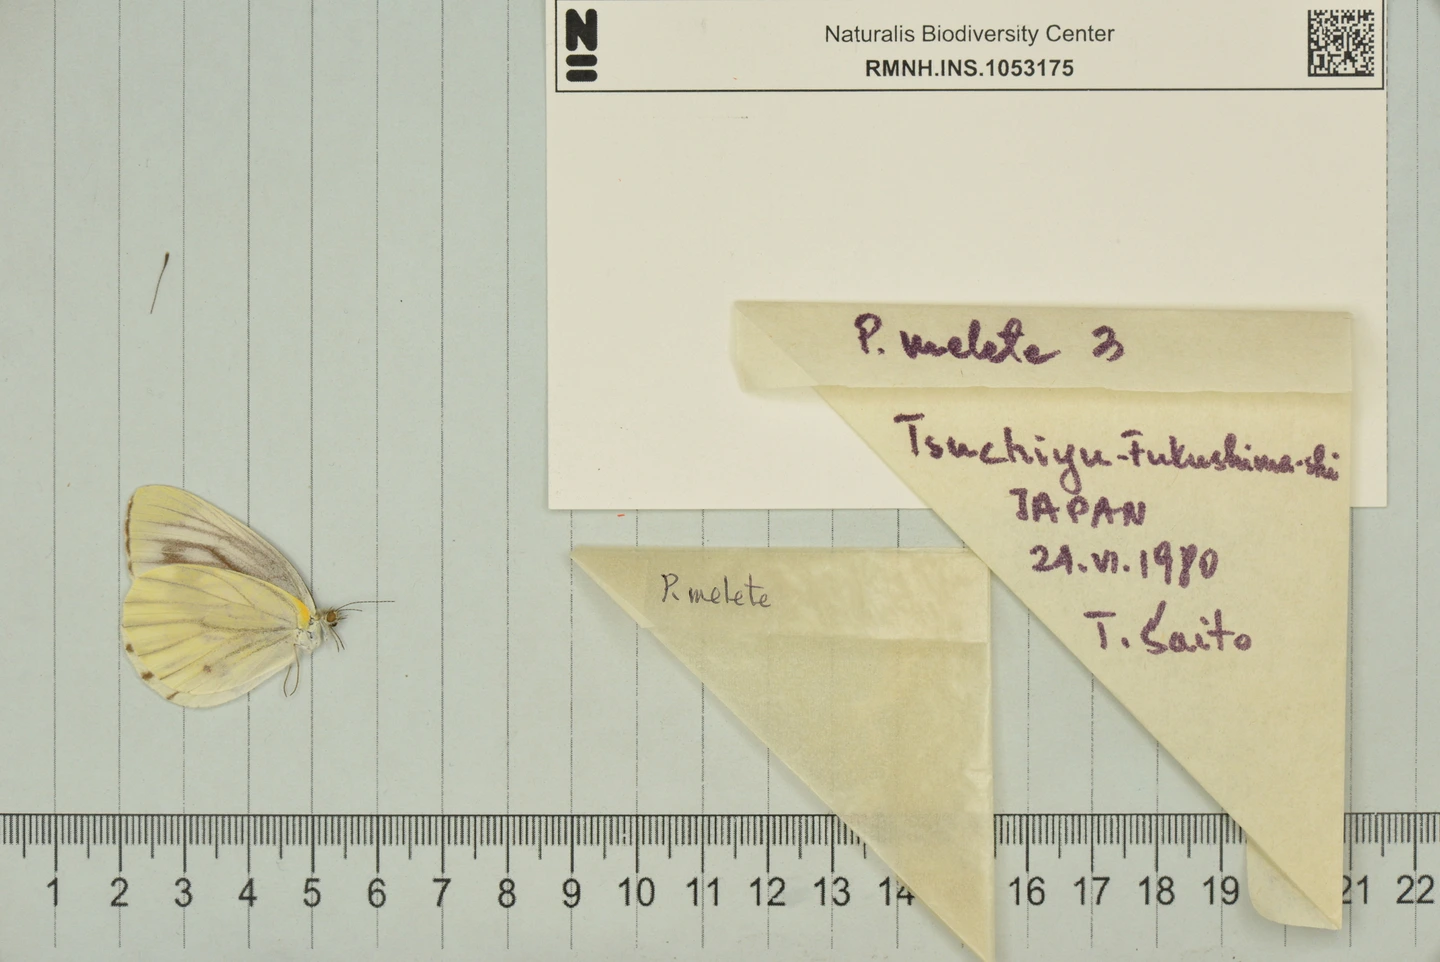 Naturalis Biodiversity Center
RMNH.INS.1053175
P. melete 3
Tsuchiyu-Fukushima-shi
JAPAN
24.VI.1980
T. Saito
P. melete
1 2 3 4 5 6 7 8 9 10 11 12 13 14 16 17 18 19 21 22